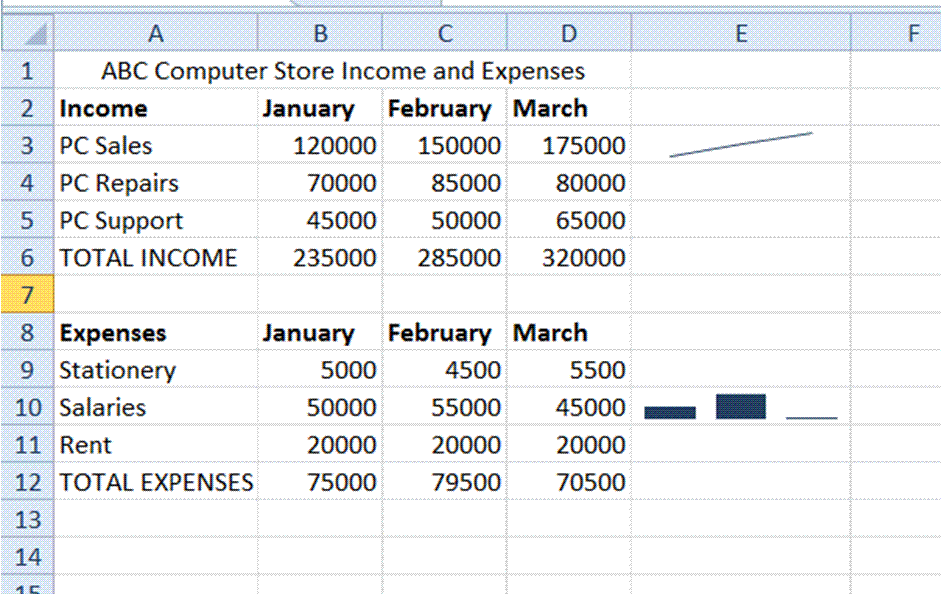 A B C D E F
1 ABC Computer Store Income and Expenses
2 Income January February March
3 PC Sales 120000 150000 175000
4 PC Repairs 70000 85000 80000
5 PC Support 45000 50000 65000
6 TOTAL INCOME 235000 285000 320000
7
8 Expenses January February March
9 Stationery 5000 4500 5500
10 Salaries 50000 55000 45000
11 Rent 20000 20000 20000
12 TOTAL EXPENSES 75000 79500 70500
13
14
15